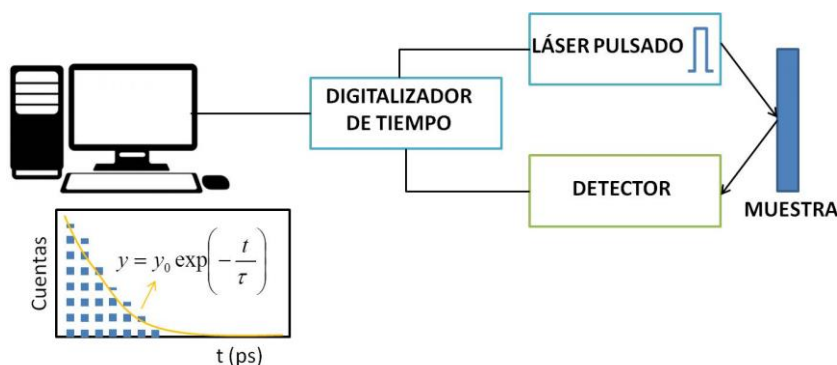 LÁSER PULSADO
DIGITALIZADOR
DE TIEMPO
DETECTOR
MUESTRA
Cuentas
y = y₀ exp(−t/τ)
t (ps)